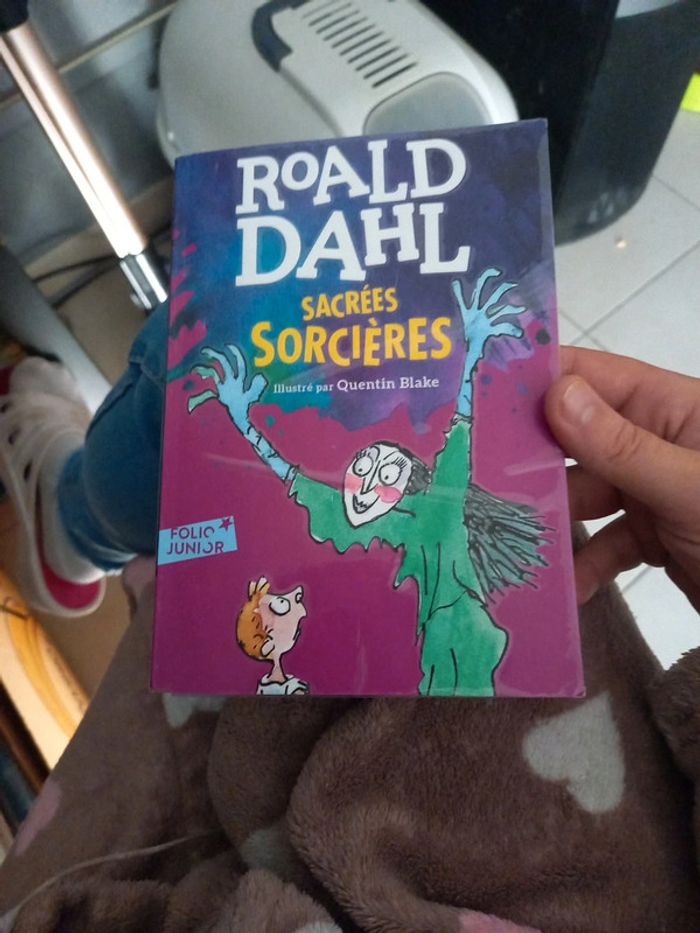 ROALD
DAHL
SACRÉES
SORCIÈRES
Illustré par Quentin Blake
FOLIO
JUNIOR